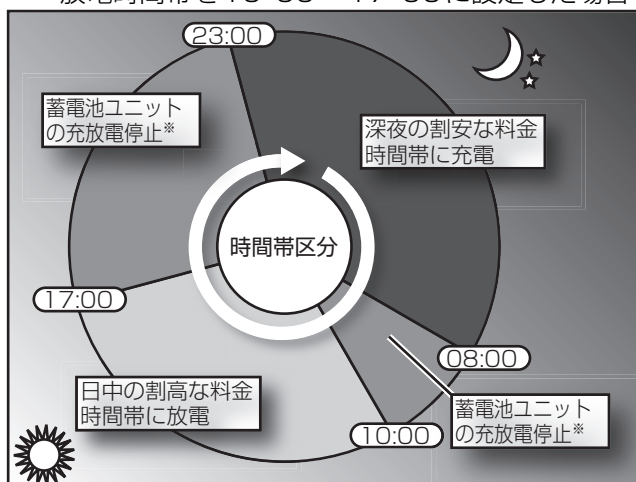 23:00
蓄電池ユニット
の充放電停止※
深夜の割安な料金
時間帯に充電
時間帯区分
17:00
08:00
日中の割高な料金
時間帯に放電
10:00
蓄電池ユニット
の充放電停止※